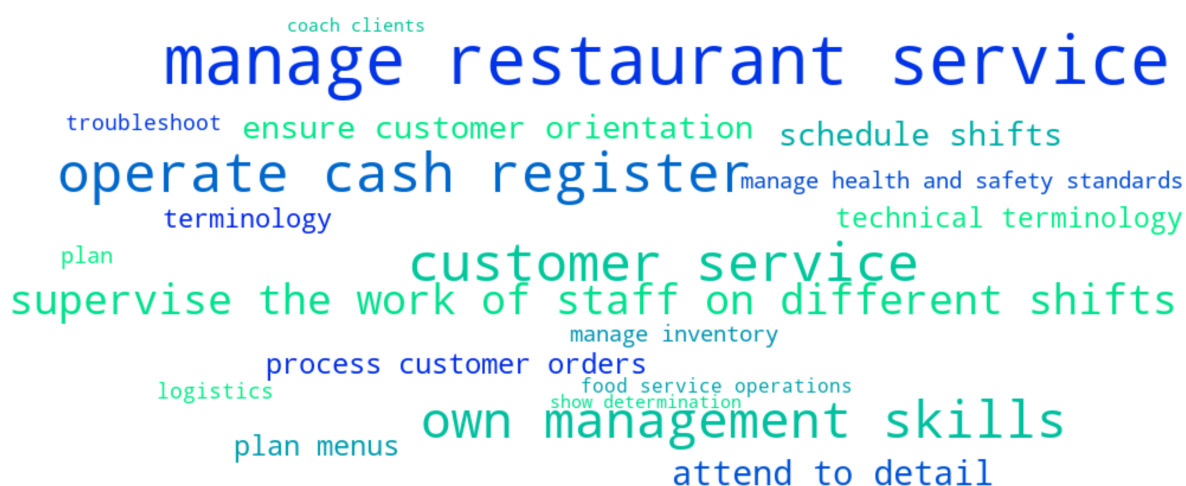 coach clients
manage restaurant service
troubleshoot
ensure customer orientation
schedule shifts
operate cash register
manage health and safety standards
terminology
technical terminology
plan
customer service
supervise the work of staff on different shifts
manage inventory
process customer orders
logistics
food service operations
show determination
own management skills
plan menus
attend to detail